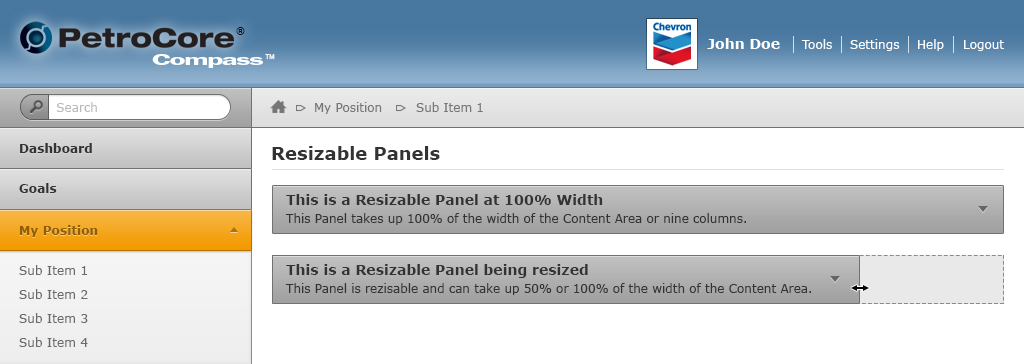 PetroCore®
Compass™
Chevron
John Doe
Tools
Settings
Help
Logout
Search
My Position
Sub Item 1
Dashboard
Goals
My Position
Sub Item 1
Sub Item 2
Sub Item 3
Sub Item 4
Resizable Panels
This is a Resizable Panel at 100% Width
This Panel takes up 100% of the width of the Content Area or nine columns.
This is a Resizable Panel being resized
This Panel is rezisable and can take up 50% or 100% of the width of the Content Area.